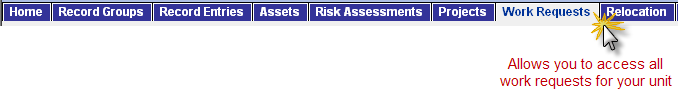 Home Record Groups Record Entries Assets Risk Assessments Projects Work Requests Relocation
Allows you to access all
work requests for your unit